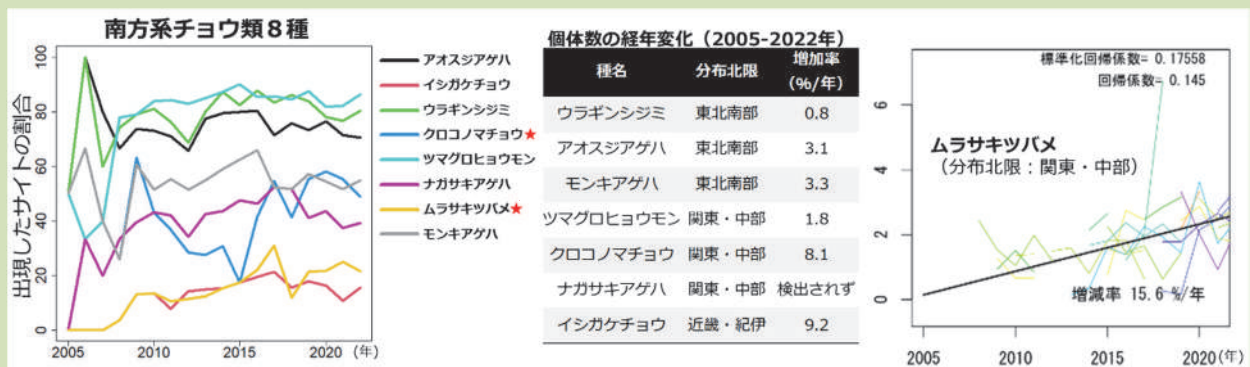 南方系チョウ類８種
出現したサイトの割合
100
80
60
40
20
0
2005
2010
2015
2020
(年)
アオスジアゲハ
イシガケチョウ
ウラギンシジミ
クロコノマチョウ★
ツマグロヒョウモン
ナガサキアゲハ
ムラサキツバメ★
モンキアゲハ
個体数の経年変化（2005-2022年）
種名 分布北限 増加率（%/年）
ウラギンシジミ 東北南部 0.8
アオスジアゲハ 東北南部 3.1
モンキアゲハ 東北南部 3.3
ツマグロヒョウモン 関東・中部 1.8
クロコノマチョウ 関東・中部 8.1
ナガサキアゲハ 関東・中部 検出されず
イシガケチョウ 近畿・紀伊 9.2
標準化回帰係数= 0.17558
回帰係数= 0.145
ムラサキツバメ
（分布北限：関東・中部）
増減率 15.6 %/年
6
4
2
0
2005
2010
2015
2020
(年)